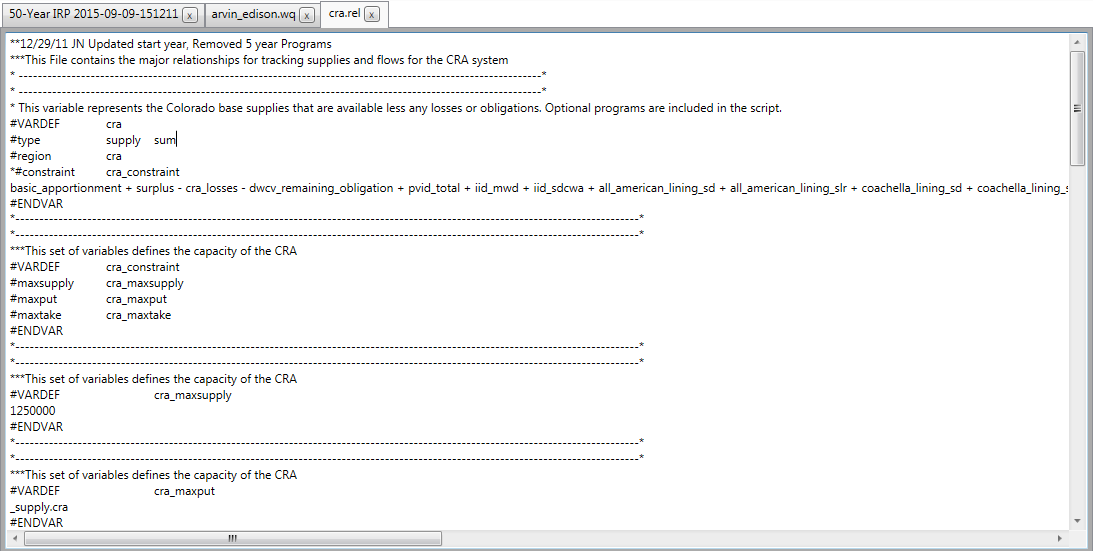 50-Year IRP 2015-09-09-151211 x arvin_edison.wq x cra.rel x
**12/29/11 JN Updated start year, Removed 5 year Programs
***This File contains the major relationships for tracking supplies and flows for the CRA system
* ---------------------------------------------------------------------------------------*
* ---------------------------------------------------------------------------------------*
* This variable represents the Colorado base supplies that are available less any losses or obligations. Optional programs are included in the script.
#VARDEF cra
#type supply sum
#region cra
*#constraint cra_constraint
basic_apportionment + surplus - cra_losses - dwcv_remaining_obligation + pvid_total + iid_mwd + iid_sdcwa + all_american_lining_sd + all_american_lining_slr + coachella_lining_sd + coachella_lining_s
#ENDVAR
*--------------------------------------------------------------------------------------------------------*
*--------------------------------------------------------------------------------------------------------*
***This set of variables defines the capacity of the CRA
#VARDEF cra_constraint
#maxsupply cra_maxsupply
#maxput cra_maxput
#maxtake cra_maxtake
#ENDVAR
*--------------------------------------------------------------------------------------------------------*
*--------------------------------------------------------------------------------------------------------*
***This set of variables defines the capacity of the CRA
#VARDEF cra_maxsupply
1250000
#ENDVAR
*--------------------------------------------------------------------------------------------------------*
*--------------------------------------------------------------------------------------------------------*
***This set of variables defines the capacity of the CRA
#VARDEF cra_maxput
_supply.cra
#ENDVAR